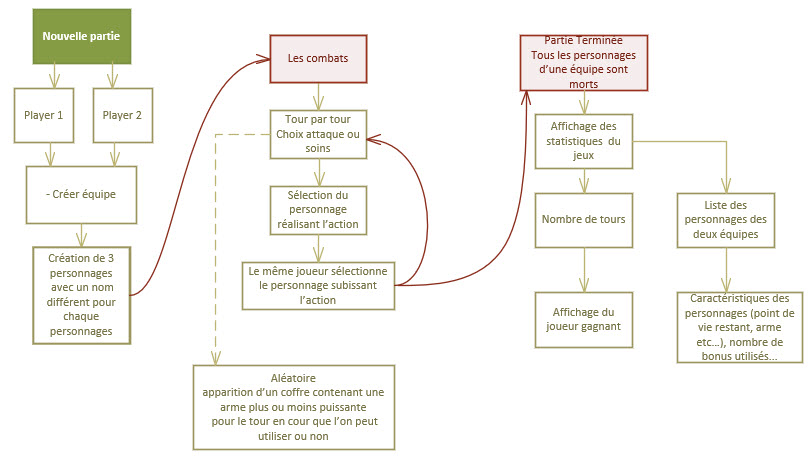 Nouvelle partie
Player 1
Player 2
- Créer équipe
Création de 3
personnages
avec un nom
différent pour
chaque
personnages
Les combats
Tour par tour
Choix attaque ou
soins
Sélection du
personnage
réalisant l’action
Le même joueur sélectionne
le personnage subissant
l’action
Aléatoire
apparition d’un coffre contenant une
arme plus ou moins puissante
pour le tour en cour que l’on peut
utiliser ou non
Partie Terminée
Tous les personnages
d’une équipe sont
morts
Affichage des
statistiques du
jeux
Nombre de tours
Affichage du
joueur gagnant
Liste des
personnages des
deux équipes
Caractéristiques des
personnages (point de
vie restant, arme
etc…), nombre de
bonus utilisés...